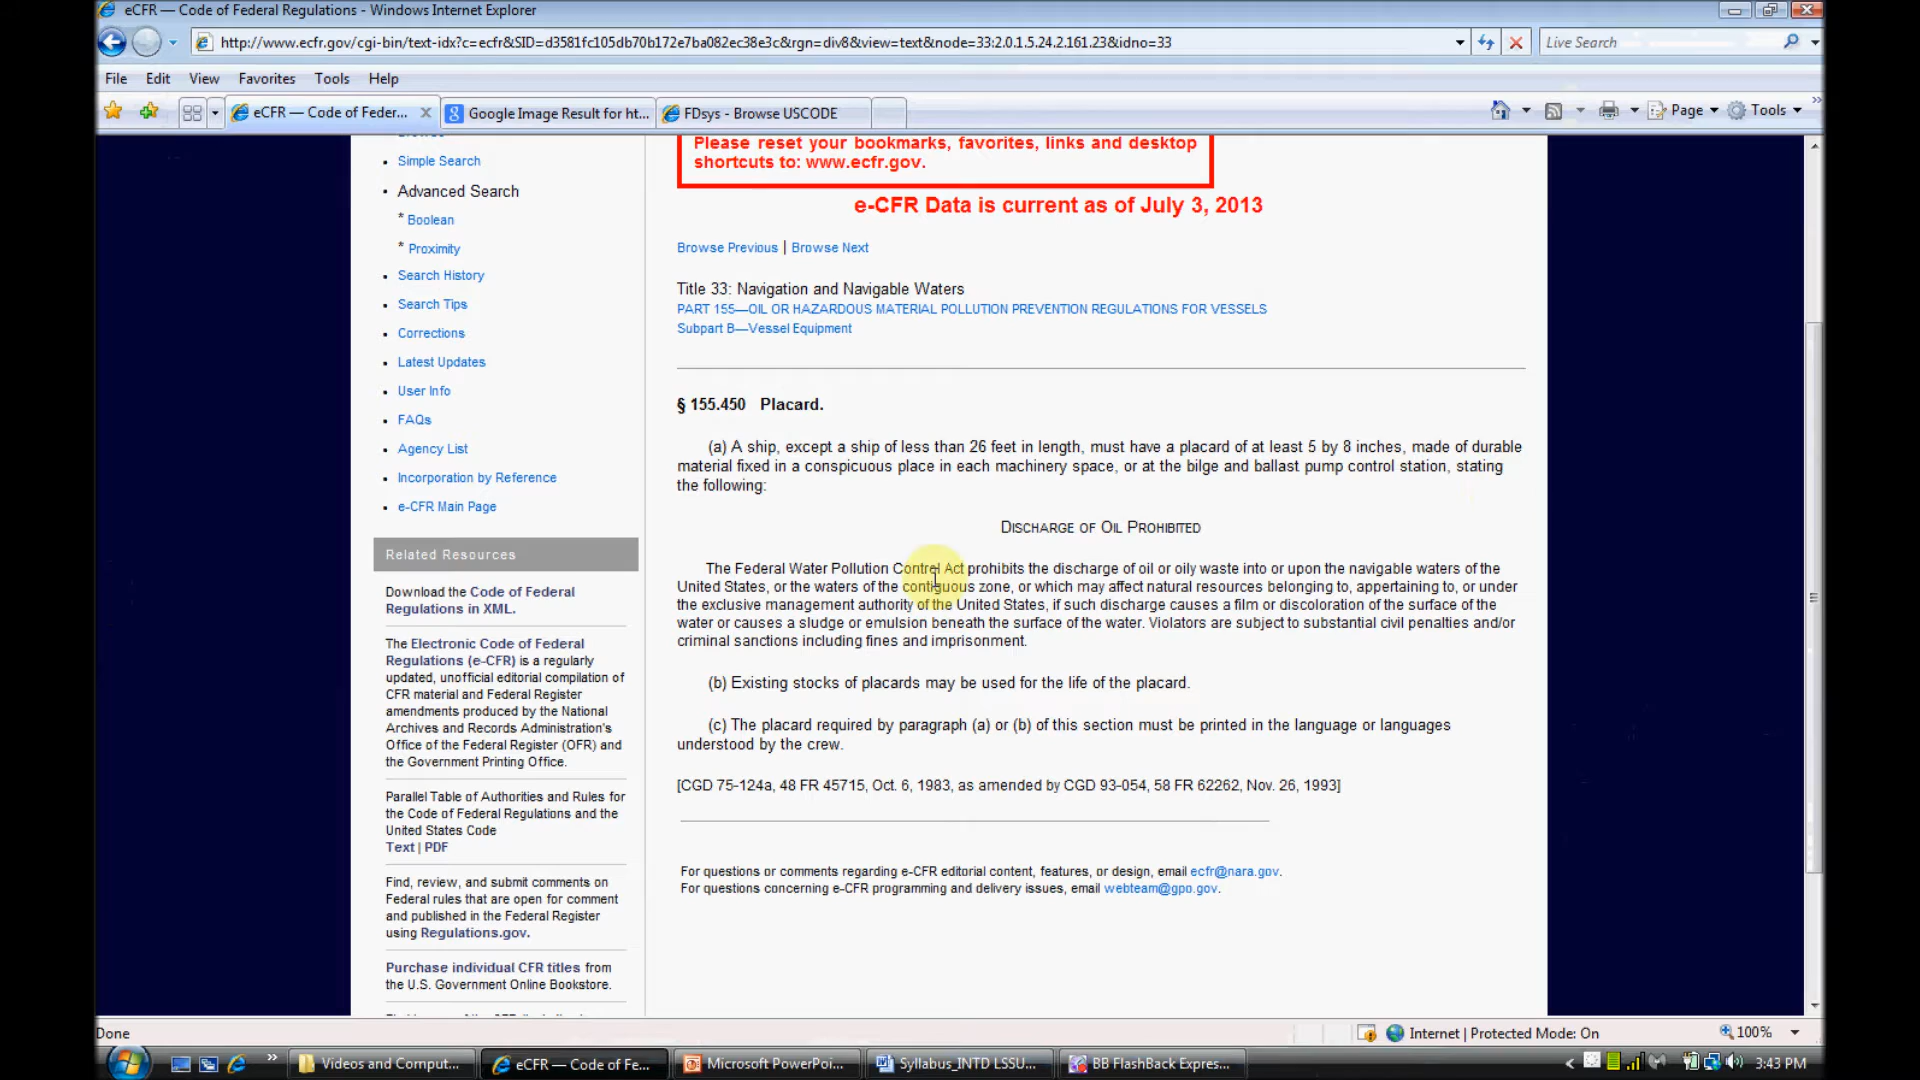 eCFR — Code of Federal Regulations - Windows Internet Explorer
http://www.ecfr.gov/cgi-bin/text-idx?c=ecfr&SID=d3581fc105db70b172e7ba082ec38e3c&rgn=div8&view=text&node=33:2.0.1.5.24.2.161.23&idno=33
Live Search
File Edit View Favorites Tools Help
eCFR — Code of Feder... Google Image Result for ht... FDsys - Browse USCODE
Page Tools
Please reset your bookmarks, favorites, links and desktop
shortcuts to: www.ecfr.gov.
e-CFR Data is current as of July 3, 2013
Browse Previous | Browse Next
Title 33: Navigation and Navigable Waters
PART 155—OIL OR HAZARDOUS MATERIAL POLLUTION PREVENTION REGULATIONS FOR VESSELS
Subpart B—Vessel Equipment
§ 155.450 Placard.
(a) A ship, except a ship of less than 26 feet in length, must have a placard of at least 5 by 8 inches, made of durable
material fixed in a conspicuous place in each machinery space, or at the bilge and ballast pump control station, stating
the following:
DISCHARGE OF OIL PROHIBITED
The Federal Water Pollution Control Act prohibits the discharge of oil or oily waste into or upon the navigable waters of the
United States, or the waters of the contiguous zone, or which may affect natural resources belonging to, appertaining to, or under
the exclusive management authority of the United States, if such discharge causes a film or discoloration of the surface of the
water or causes a sludge or emulsion beneath the surface of the water. Violators are subject to substantial civil penalties and/or
criminal sanctions including fines and imprisonment.
(b) Existing stocks of placards may be used for the life of the placard.
(c) The placard required by paragraph (a) or (b) of this section must be printed in the language or languages
understood by the crew.
[CGD 75-124a, 48 FR 45715, Oct. 6, 1983, as amended by CGD 93-054, 58 FR 62262, Nov. 26, 1993]
For questions or comments regarding e-CFR editorial content, features, or design, email ecfr@nara.gov.
For questions concerning e-CFR programming and delivery issues, email webteam@gpo.gov.
Simple Search
Advanced Search
* Boolean
* Proximity
Search History
Search Tips
Corrections
Latest Updates
User Info
FAQs
Agency List
Incorporation by Reference
e-CFR Main Page
Related Resources
Download the Code of Federal
Regulations in XML.
The Electronic Code of Federal
Regulations (e-CFR) is a regularly
updated, unofficial editorial compilation of
CFR material and Federal Register
amendments produced by the National
Archives and Records Administration's
Office of the Federal Register (OFR) and
the Government Printing Office.
Parallel Table of Authorities and Rules for
the Code of Federal Regulations and the
United States Code
Text | PDF
Find, review, and submit comments on
Federal rules that are open for comment
and published in the Federal Register
using Regulations.gov.
Purchase individual CFR titles from
the U.S. Government Online Bookstore.
Done
Internet | Protected Mode: On
100%
Videos and Comput... eCFR — Code of Fe... Microsoft PowerPoi... Syllabus_INTD LSSU... BB FlashBack Expres...
3:43 PM